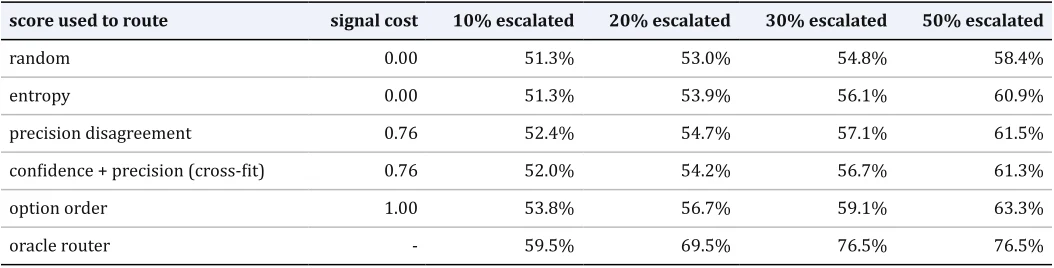 score used to route signal cost 10% escalated 20% escalated 30% escalated 50% escalated
random 0.00 51.3% 53.0% 54.8% 58.4%
entropy 0.00 51.3% 53.9% 56.1% 60.9%
precision disagreement 0.76 52.4% 54.7% 57.1% 61.5%
confidence + precision (cross-fit) 0.76 52.0% 54.2% 56.7% 61.3%
option order 1.00 53.8% 56.7% 59.1% 63.3%
oracle router - 59.5% 69.5% 76.5% 76.5%